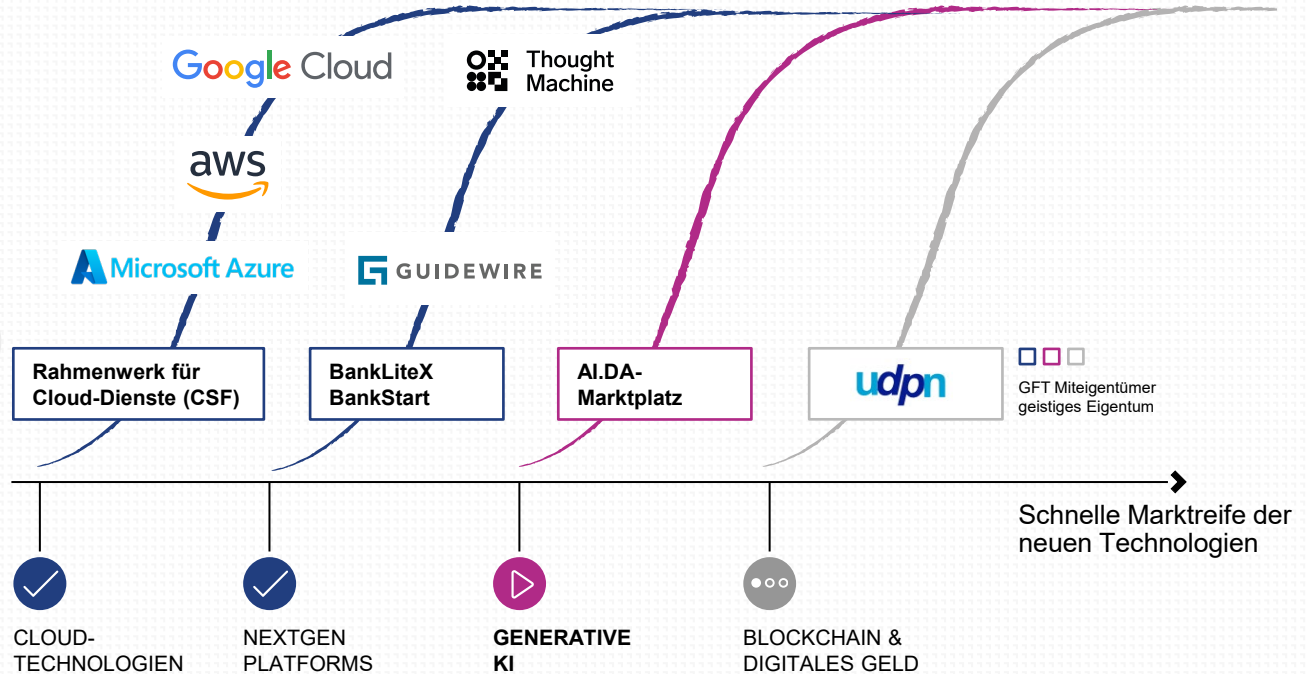 Google Cloud
Thought
Machine
aws
Microsoft Azure
GUIDEWIRE
Rahmenwerk für
Cloud-Dienste (CSF)
BankLiteX
BankStart
AI.DA-
Marktplatz
udpn
GFT Miteigentümer
geistiges Eigentum
Schnelle Marktreife der
neuen Technologien
CLOUD-
TECHNOLOGIEN
NEXTGEN
PLATFORMS
GENERATIVE
KI
BLOCKCHAIN &
DIGITALES GELD